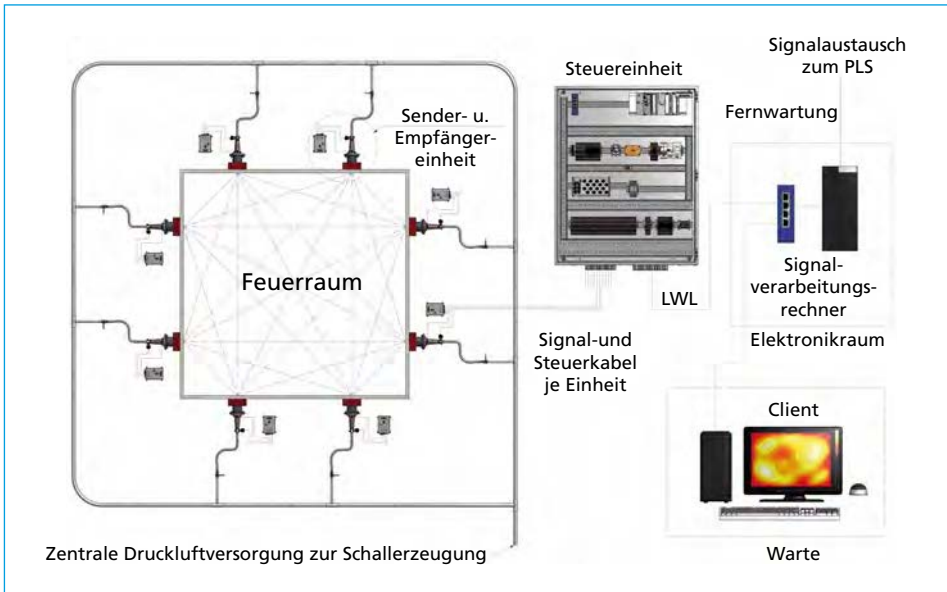 Signalaustausch
zum PLS
Steuereinheit
Fernwartung
Sender- u.
Empfänger-
einheit
Feuerraum
Signal-
verarbeitungs-
rechner
LWL
Elektronikraum
Signal-und
Steuerkabel
je Einheit
Client
Zentrale Druckluftversorgung zur Schallerzeugung
Warte